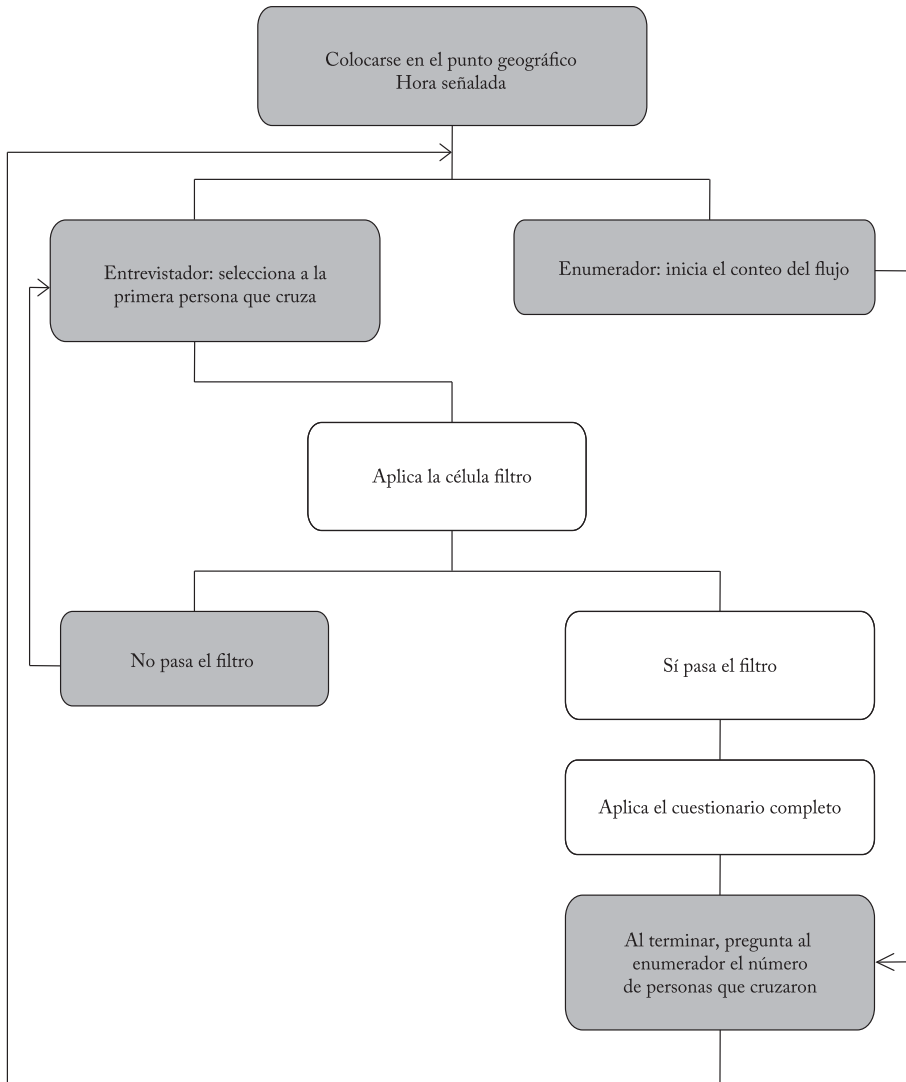 Colocarse en el punto geográfico
Hora señalada
Entrevistador: selecciona a la
primera persona que cruza
Enumerador: inicia el conteo del flujo
Aplica la célula filtro
No pasa el filtro
Sí pasa el filtro
Aplica el cuestionario completo
Al terminar, pregunta al
enumerador el número
de personas que cruzaron